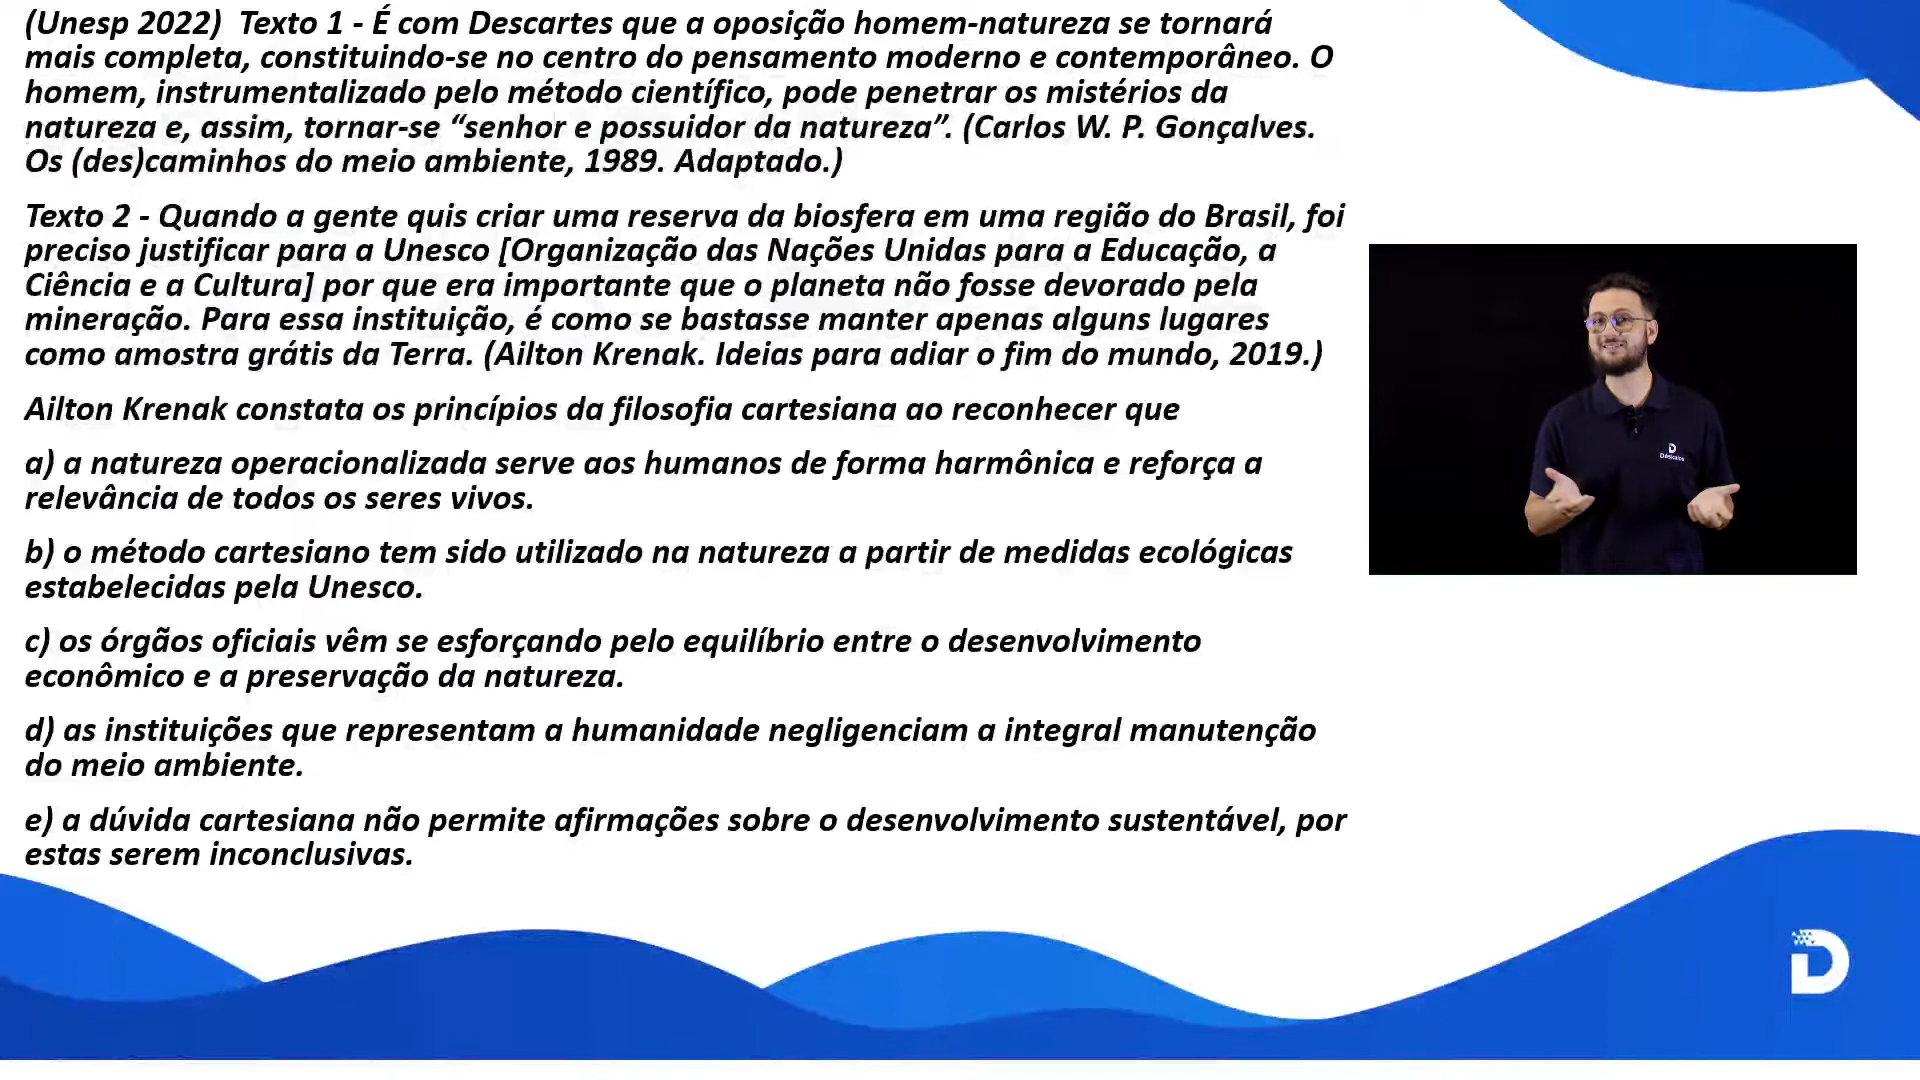 (Unesp 2022)  Texto 1 - É com Descartes que a oposição homem-natureza se tornará
mais completa, constituindo-se no centro do pensamento moderno e contemporâneo. O
homem, instrumentalizado pelo método científico, pode penetrar os mistérios da
natureza e, assim, tornar-se “senhor e possuidor da natureza”. (Carlos W. P. Gonçalves.
Os (des)caminhos do meio ambiente, 1989. Adaptado.)
Texto 2 - Quando a gente quis criar uma reserva da biosfera em uma região do Brasil, foi
preciso justificar para a Unesco [Organização das Nações Unidas para a Educação, a
Ciência e a Cultura] por que era importante que o planeta não fosse devorado pela
mineração. Para essa instituição, é como se bastasse manter apenas alguns lugares
como amostra grátis da Terra. (Ailton Krenak. Ideias para adiar o fim do mundo, 2019.)
Ailton Krenak constata os princípios da filosofia cartesiana ao reconhecer que
a) a natureza operacionalizada serve aos humanos de forma harmônica e reforça a
relevância de todos os seres vivos.
b) o método cartesiano tem sido utilizado na natureza a partir de medidas ecológicas
estabelecidas pela Unesco.
c) os órgãos oficiais vêm se esforçando pelo equilíbrio entre o desenvolvimento
econômico e a preservação da natureza.
d) as instituições que representam a humanidade negligenciam a integral manutenção
do meio ambiente.
e) a dúvida cartesiana não permite afirmações sobre o desenvolvimento sustentável, por
estas serem inconclusivas.
D